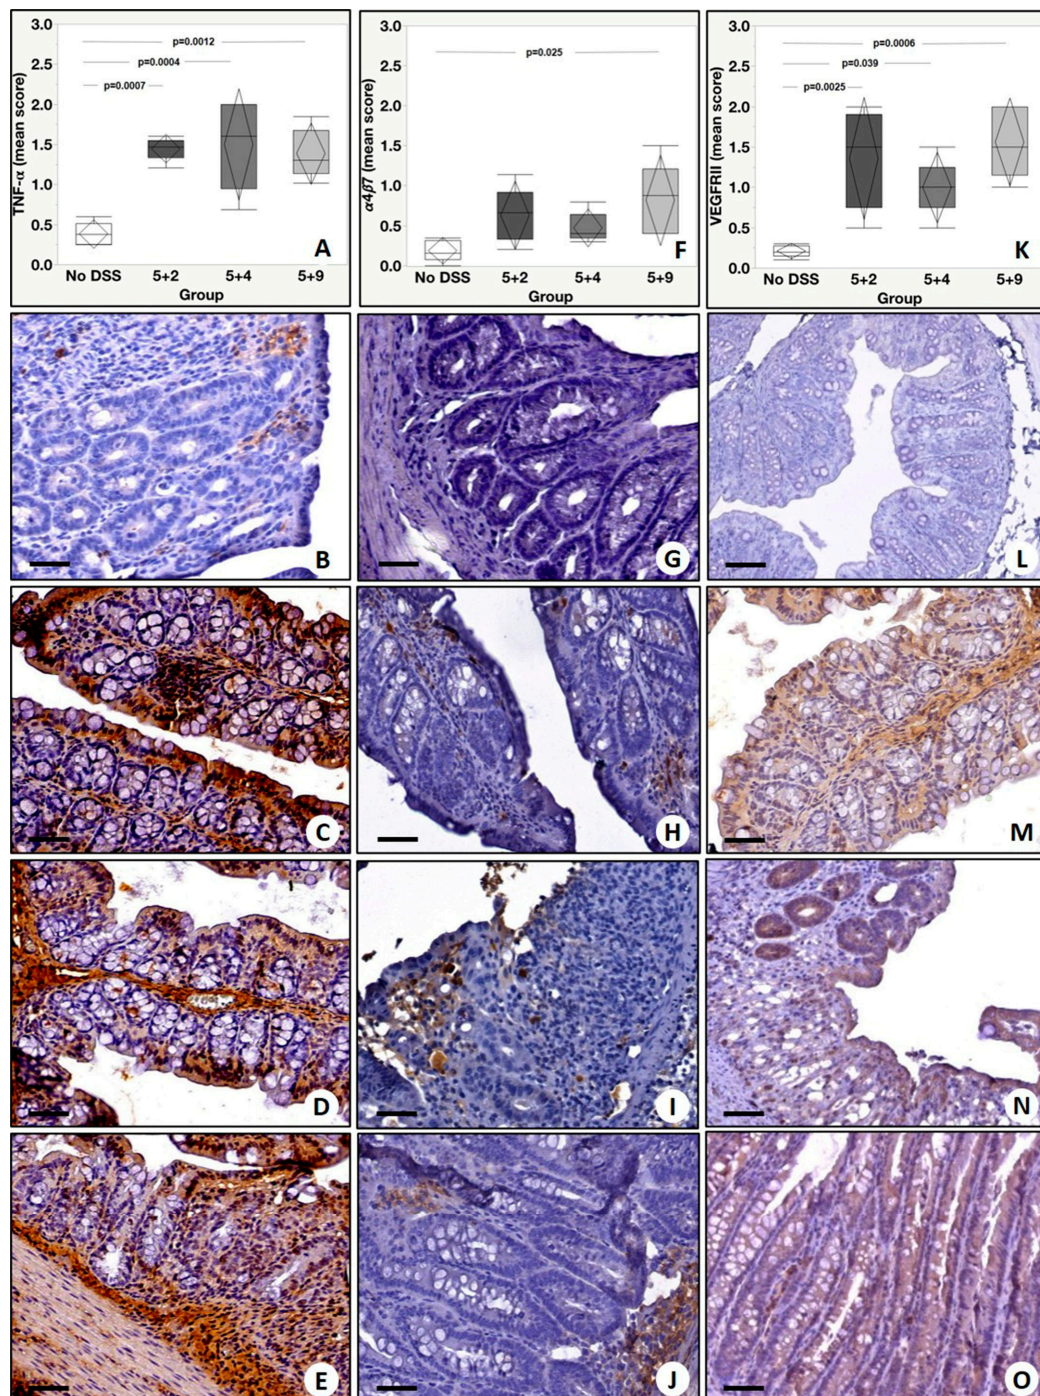 3.0
p=0.0012
2.5
p=0.0004
p=0.0007
2.0
1.5
1.0
0.5
0.0
TNF-α (mean score)
A
No DSS 5+2 5+4 5+9
Group
3.0
p=0.025
2.5
2.0
1.5
1.0
0.5
0.0
α4β7 (mean score)
F
No DSS 5+2 5+4 5+9
Group
3.0
p=0.0006
2.5
p=0.039
p=0.0025
2.0
1.5
1.0
0.5
0.0
VEGFRII (mean score)
K
No DSS 5+2 5+4 5+9
Group
B
G
L
C
H
M
D
I
N
E
J
O